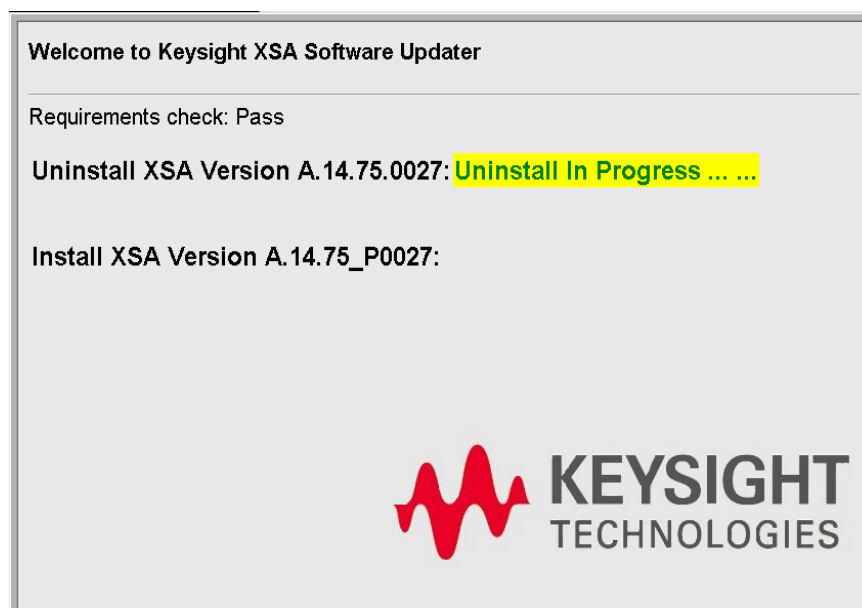 Welcome to Keysight XSA Software Updater
Requirements check: Pass
Uninstall XSA Version A.14.75.0027: Uninstall In Progress ... ...
Install XSA Version A.14.75_P0027:
KEYSIGHT
TECHNOLOGIES